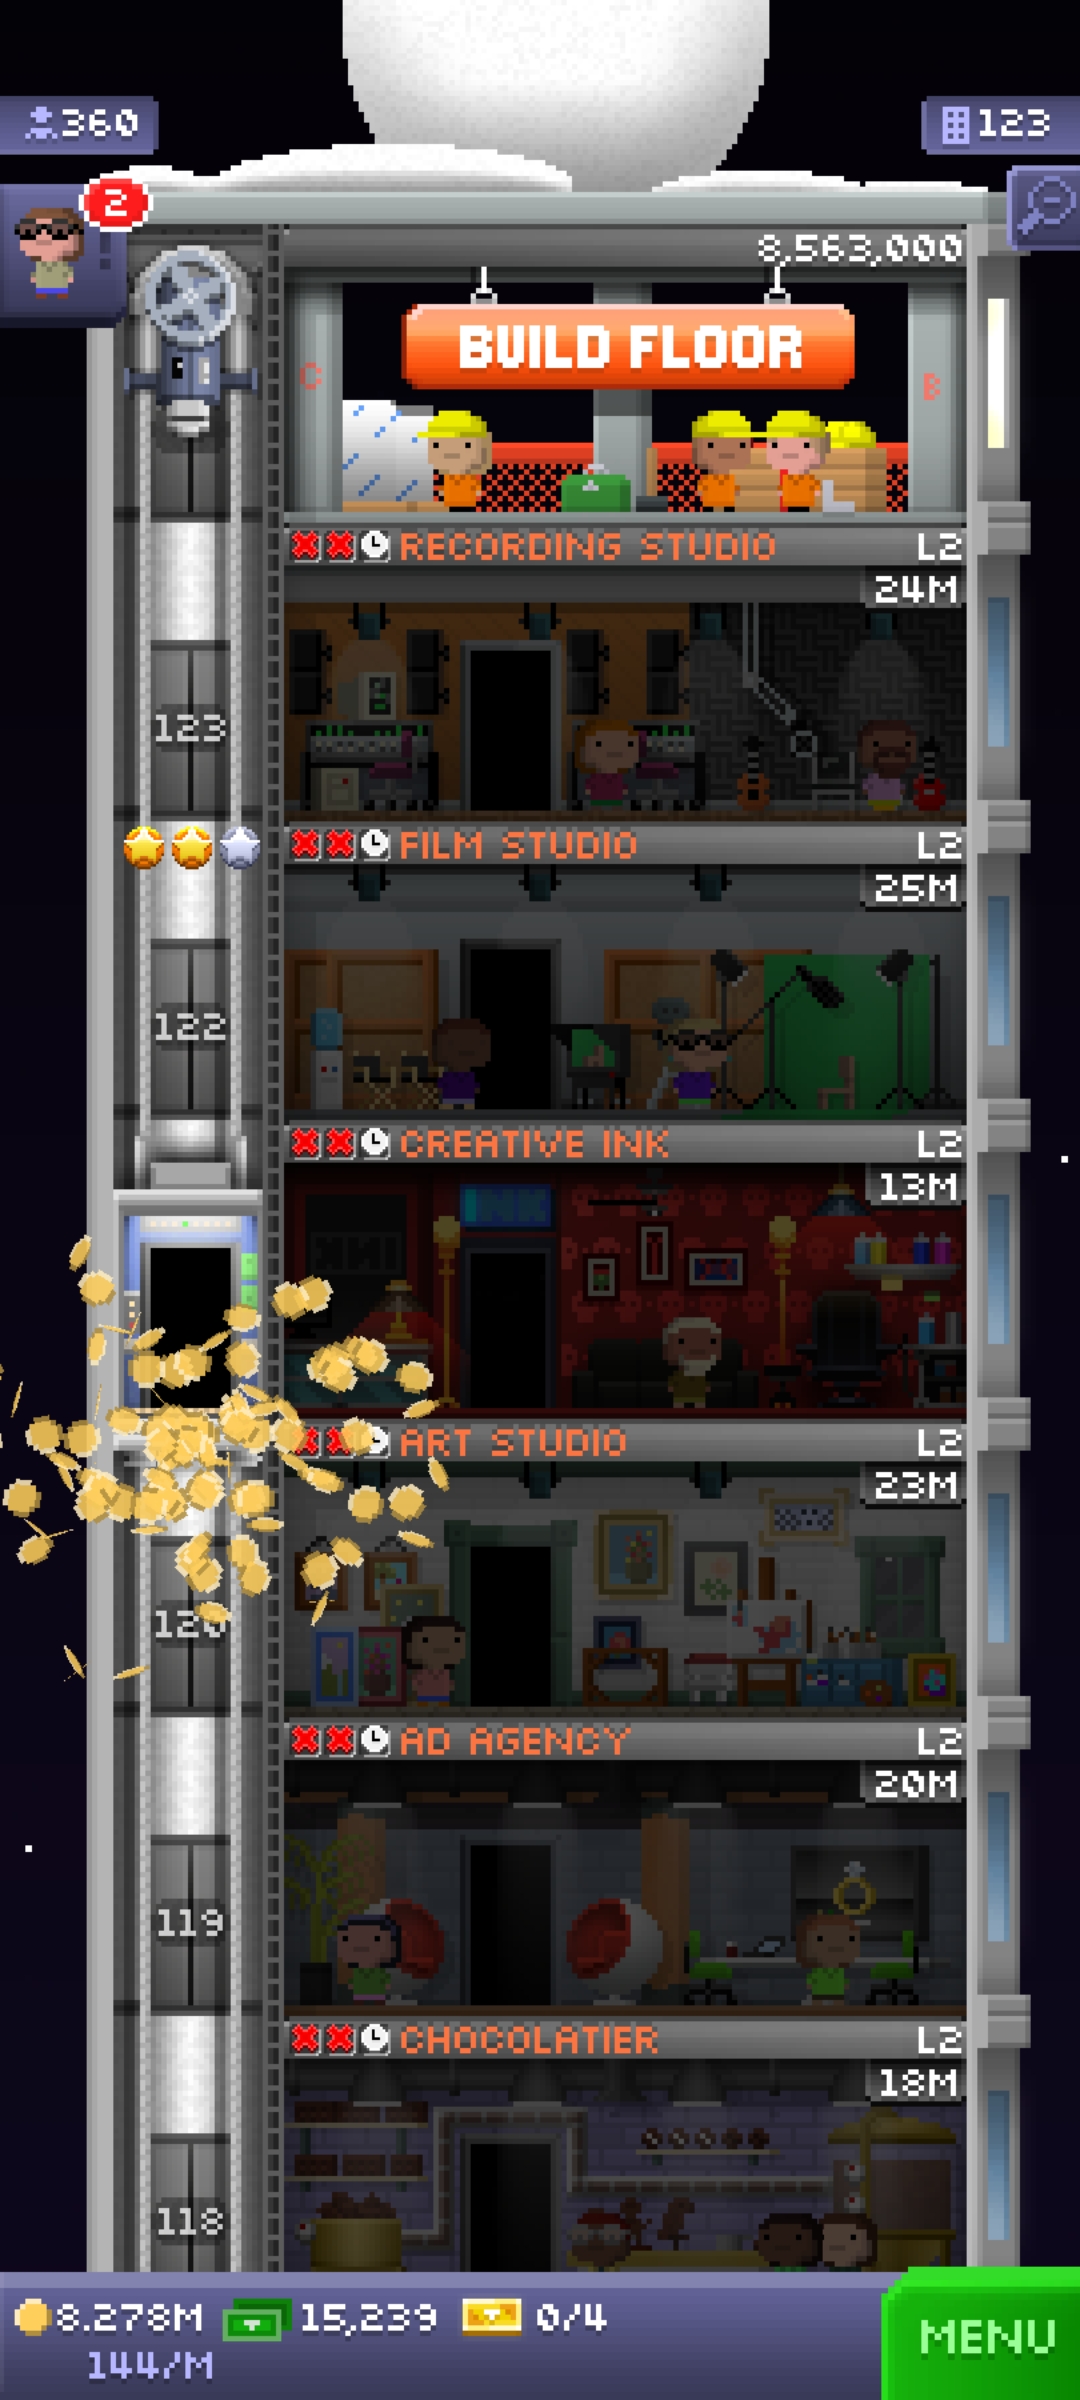 360
123
2
8,563,000
C
BUILD FLOOR
B
RECORDING STUDIO L2
24M
123
FILM STUDIO L2
25M
122
CREATIVE INK L2
13M
INK
INK
ART STUDIO L2
23M
120
AD AGENCY L2
20M
119
CHOCOLATIER L2
18M
118
8.278M 15,239 0/4
144/M
MENU